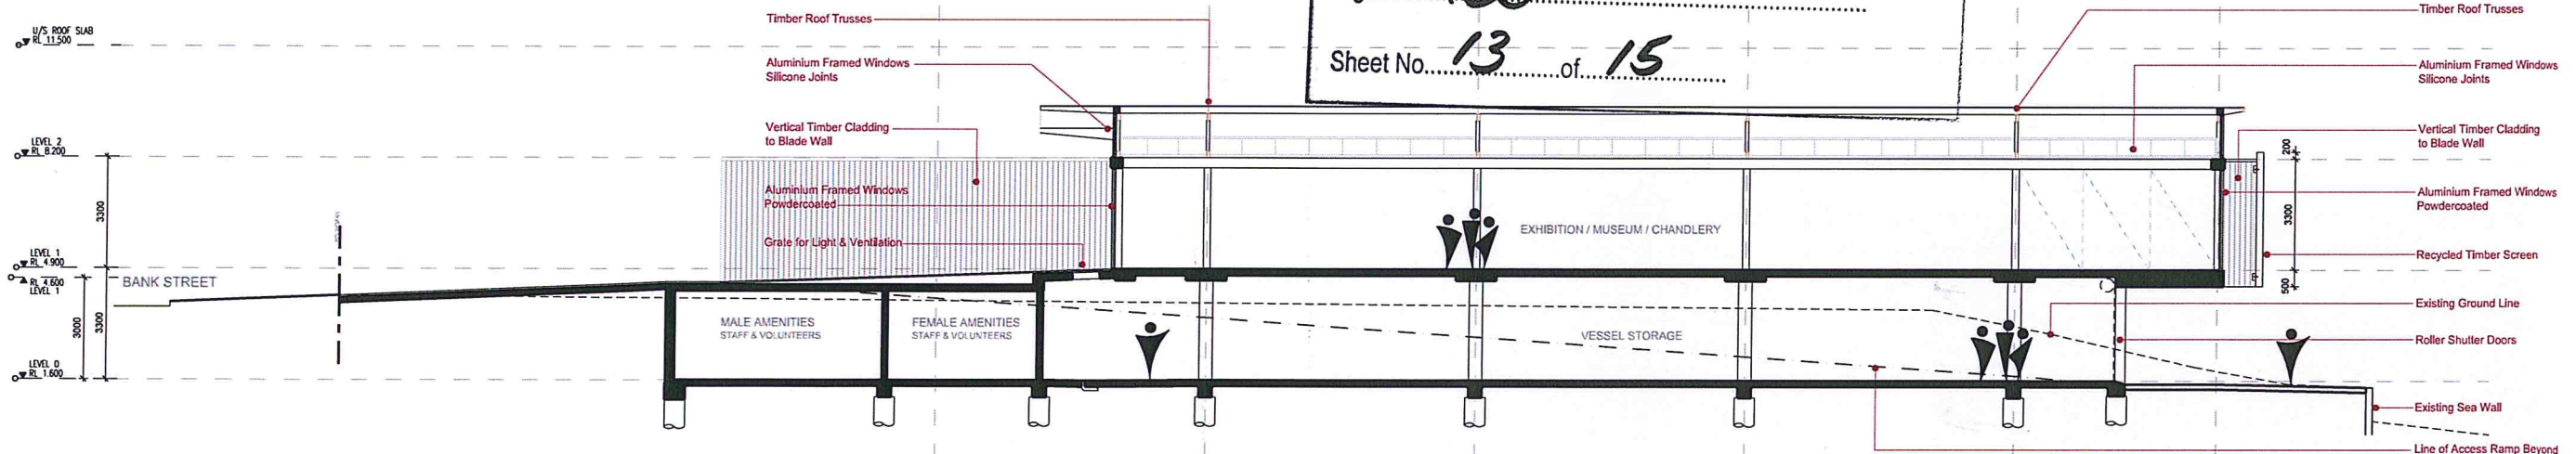 Sheet No. 13 of 15
U/S ROOF SLAB
RL 11.500
LEVEL 2
RL 8.200
LEVEL 1
RL 4.900
RL 4.600
LEVEL 1
LEVEL 0
RL 1.600
3300
3000
3300
BANK STREET
Timber Roof Trusses
Aluminium Framed Windows
Silicone Joints
Vertical Timber Cladding
to Blade Wall
Aluminium Framed Windows
Powdercoated
Grate for Light & Ventilation
MALE AMENITIES
STAFF & VOLUNTEERS
FEMALE AMENITIES
STAFF & VOLUNTEERS
EXHIBITION / MUSEUM / CHANDLERY
VESSEL STORAGE
200
3300
500
Timber Roof Trusses
Aluminium Framed Windows
Silicone Joints
Vertical Timber Cladding
to Blade Wall
Aluminium Framed Windows
Powdercoated
Recycled Timber Screen
Existing Ground Line
Roller Shutter Doors
Existing Sea Wall
Line of Access Ramp Beyond